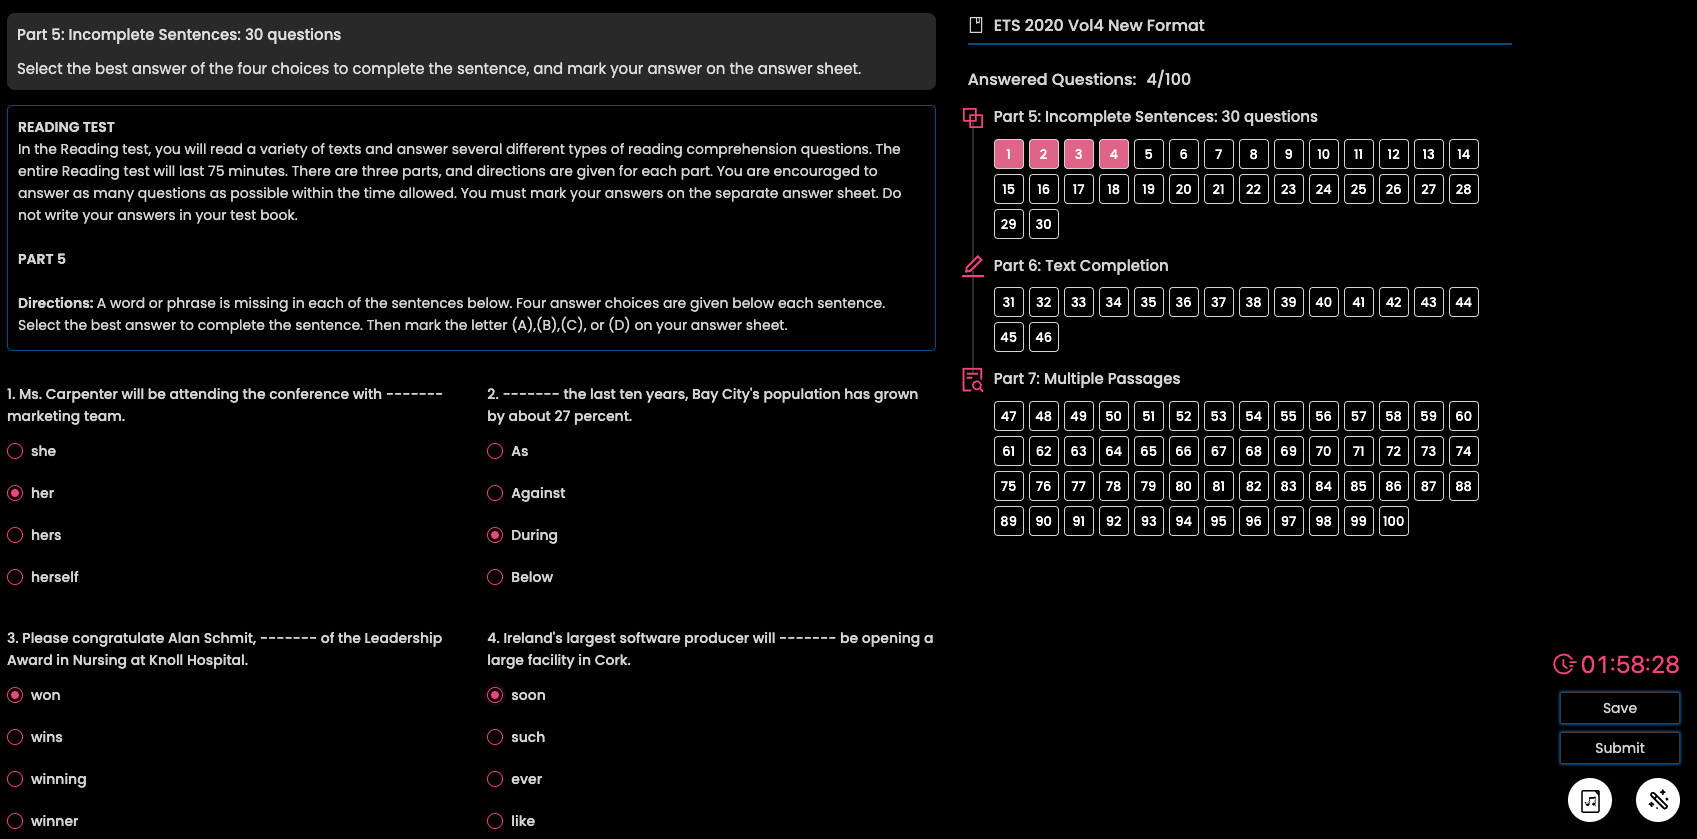 Part 5: Incomplete Sentences: 30 questions
Select the best answer of the four choices to complete the sentence, and mark your answer on the answer sheet.
READING TEST
In the Reading test, you will read a variety of texts and answer several different types of reading comprehension questions. The
entire Reading test will last 75 minutes. There are three parts, and directions are given for each part. You are encouraged to
answer as many questions as possible within the time allowed. You must mark your answers on the separate answer sheet. Do
not write your answers in your test book.
PART 5
Directions: A word or phrase is missing in each of the sentences below. Four answer choices are given below each sentence.
Select the best answer to complete the sentence. Then mark the letter (A),(B),(C), or (D) on your answer sheet.
1. Ms. Carpenter will be attending the conference with -------
marketing team.
she
her
hers
herself
2. ------- the last ten years, Bay City's population has grown
by about 27 percent.
As
Against
During
Below
3. Please congratulate Alan Schmit, ------- of the Leadership
Award in Nursing at Knoll Hospital.
won
wins
winning
winner
4. Ireland's largest software producer will ------- be opening a
large facility in Cork.
soon
such
ever
like
ETS 2020 Vol4 New Format
Answered Questions: 4/100
Part 5: Incomplete Sentences: 30 questions
1 2 3 4 5 6 7 8 9 10 11 12 13 14
15 16 17 18 19 20 21 22 23 24 25 26 27 28
29 30
Part 6: Text Completion
31 32 33 34 35 36 37 38 39 40 41 42 43 44
45 46
Part 7: Multiple Passages
47 48 49 50 51 52 53 54 55 56 57 58 59 60
61 62 63 64 65 66 67 68 69 70 71 72 73 74
75 76 77 78 79 80 81 82 83 84 85 86 87 88
89 90 91 92 93 94 95 96 97 98 99 100
01:58:28
Save
Submit